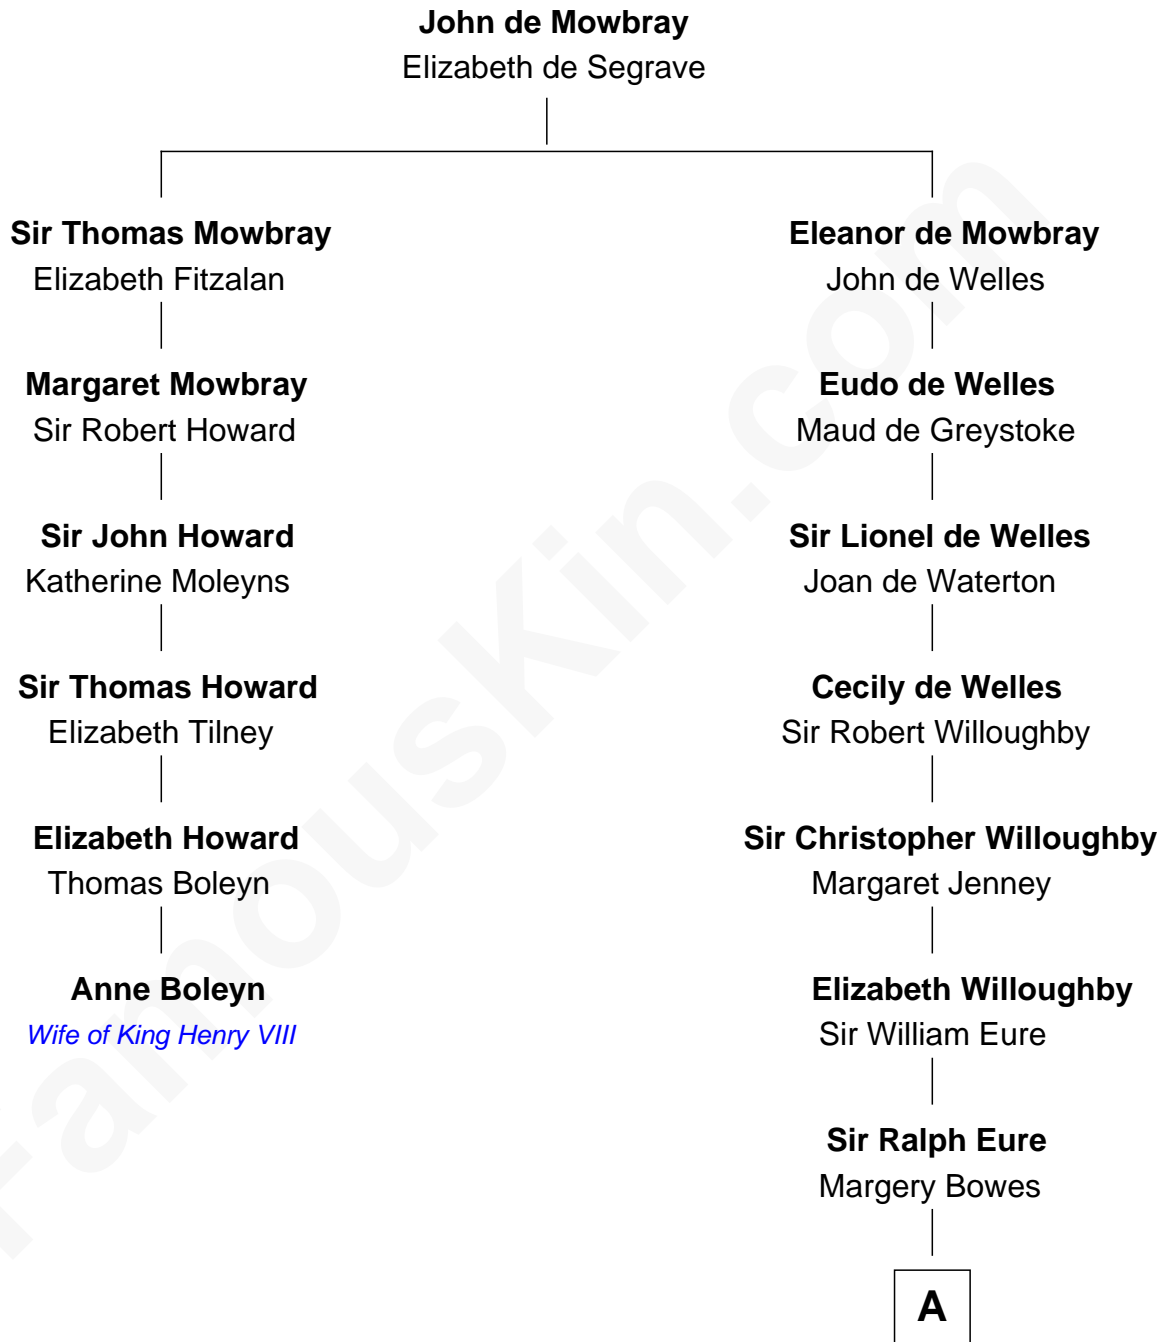 John de Mowbray
Elizabeth de Segrave
Sir Thomas Mowbray
Elizabeth Fitzalan
Eleanor de Mowbray
John de Welles
Margaret Mowbray
Sir Robert Howard
Eudo de Welles
Maud de Greystoke
Sir John Howard
Katherine Moleyns
Sir Lionel de Welles
Joan de Waterton
Sir Thomas Howard
Elizabeth Tilney
Cecily de Welles
Sir Robert Willoughby
Elizabeth Howard
Thomas Boleyn
Sir Christopher Willoughby
Margaret Jenney
Anne Boleyn
Wife of King Henry VIII
Elizabeth Willoughby
Sir William Eure
Sir Ralph Eure
Margery Bowes
A
FamousKin.com